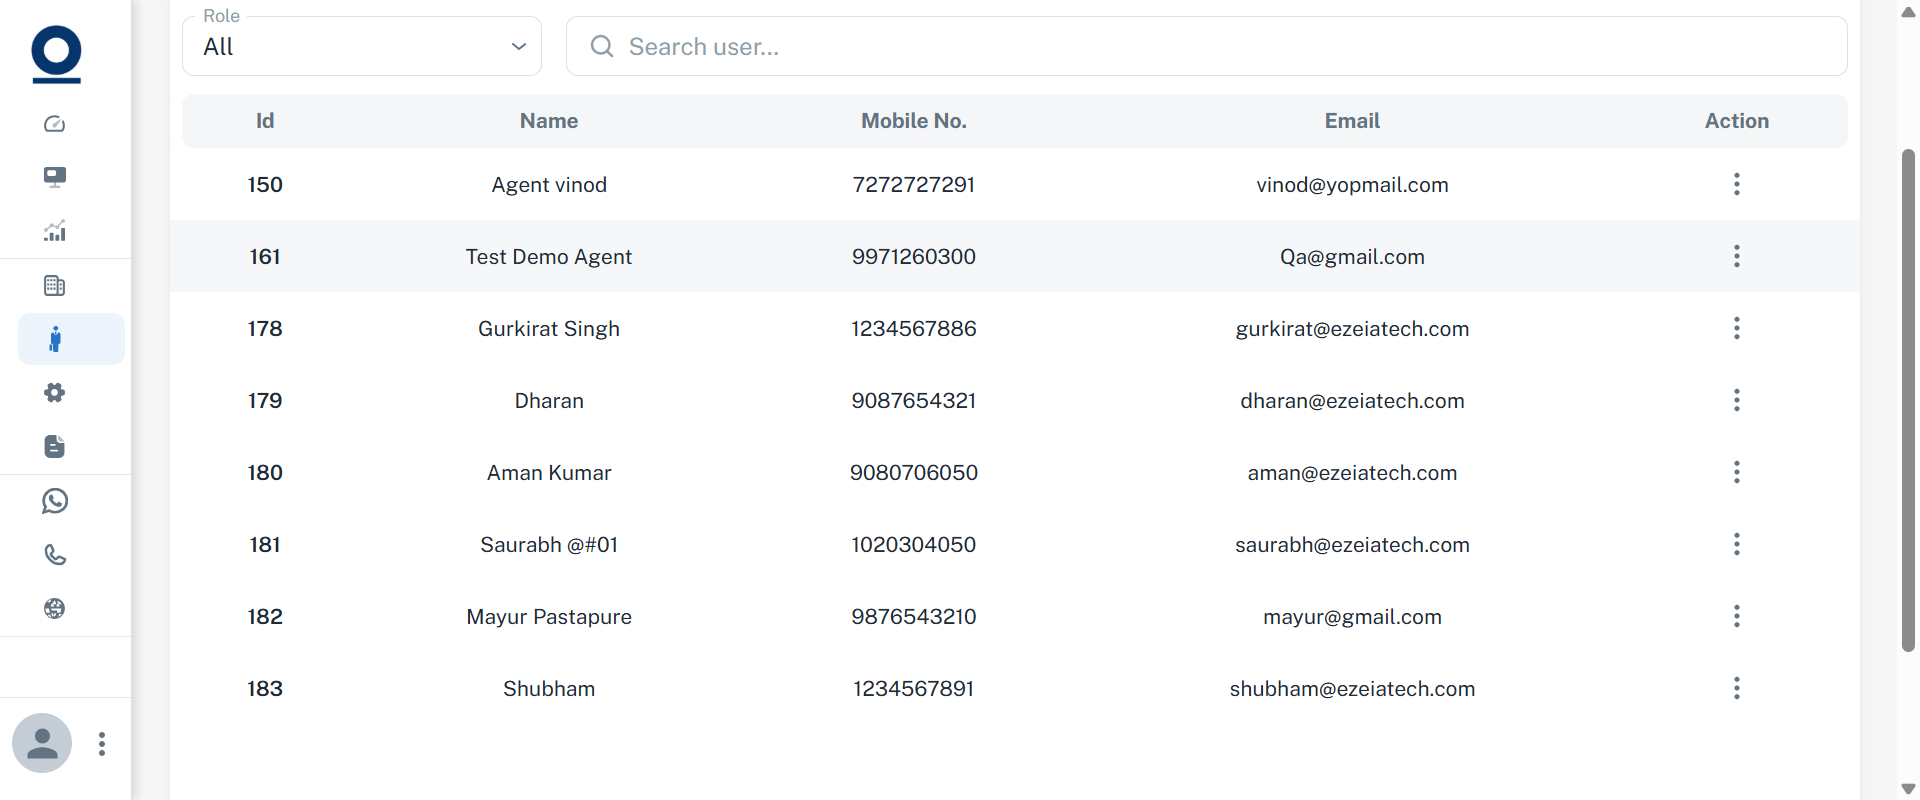 Role
All
Search user...
Id Name Mobile No. Email Action
150 Agent vinod 7272727291 vinod@yopmail.com
161 Test Demo Agent 9971260300 Qa@gmail.com
178 Gurkirat Singh 1234567886 gurkirat@ezeiatech.com
179 Dharan 9087654321 dharan@ezeiatech.com
180 Aman Kumar 9080706050 aman@ezeiatech.com
181 Saurabh @#01 1020304050 saurabh@ezeiatech.com
182 Mayur Pastapure 9876543210 mayur@gmail.com
183 Shubham 1234567891 shubham@ezeiatech.com